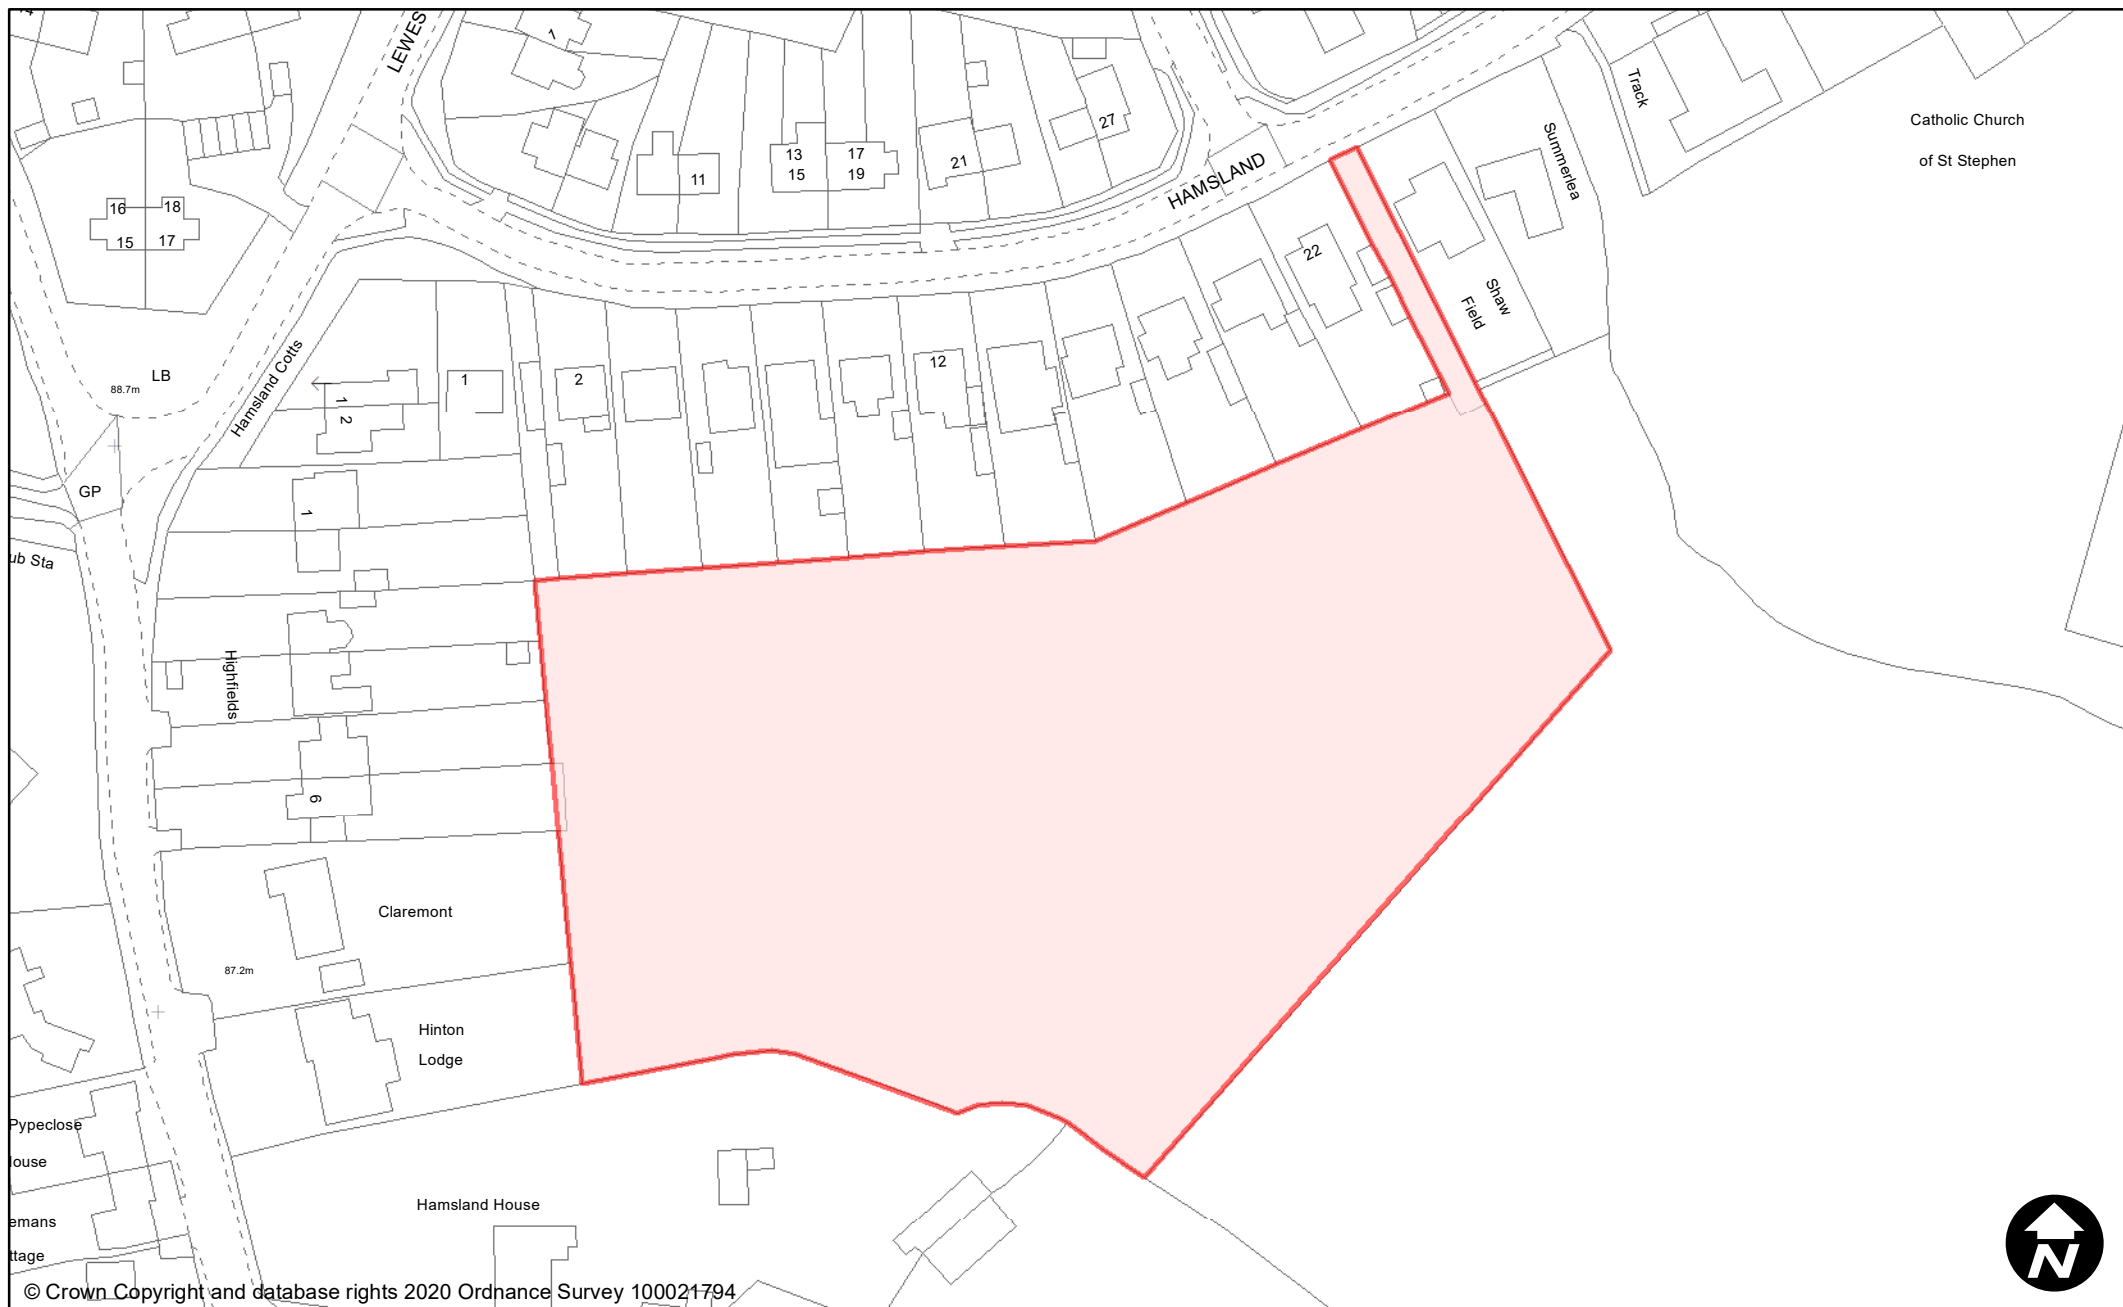 LEWES
1
27
HAMSLAND
Track
Summerlea
Catholic Church
of St Stephen
11
13
15
17
19
21
16
18
15
17
22
Shaw
Field
LB
88.7m
Hamsland Cotts
1
2
1
2
12
GP
1
ub Sta
Highfields
6
Claremont
87.2m
Hinton
Lodge
Pypeclose
ouse
emans
ttage
Hamsland House
N
© Crown Copyright and database rights 2020 Ordnance Survey 100021794